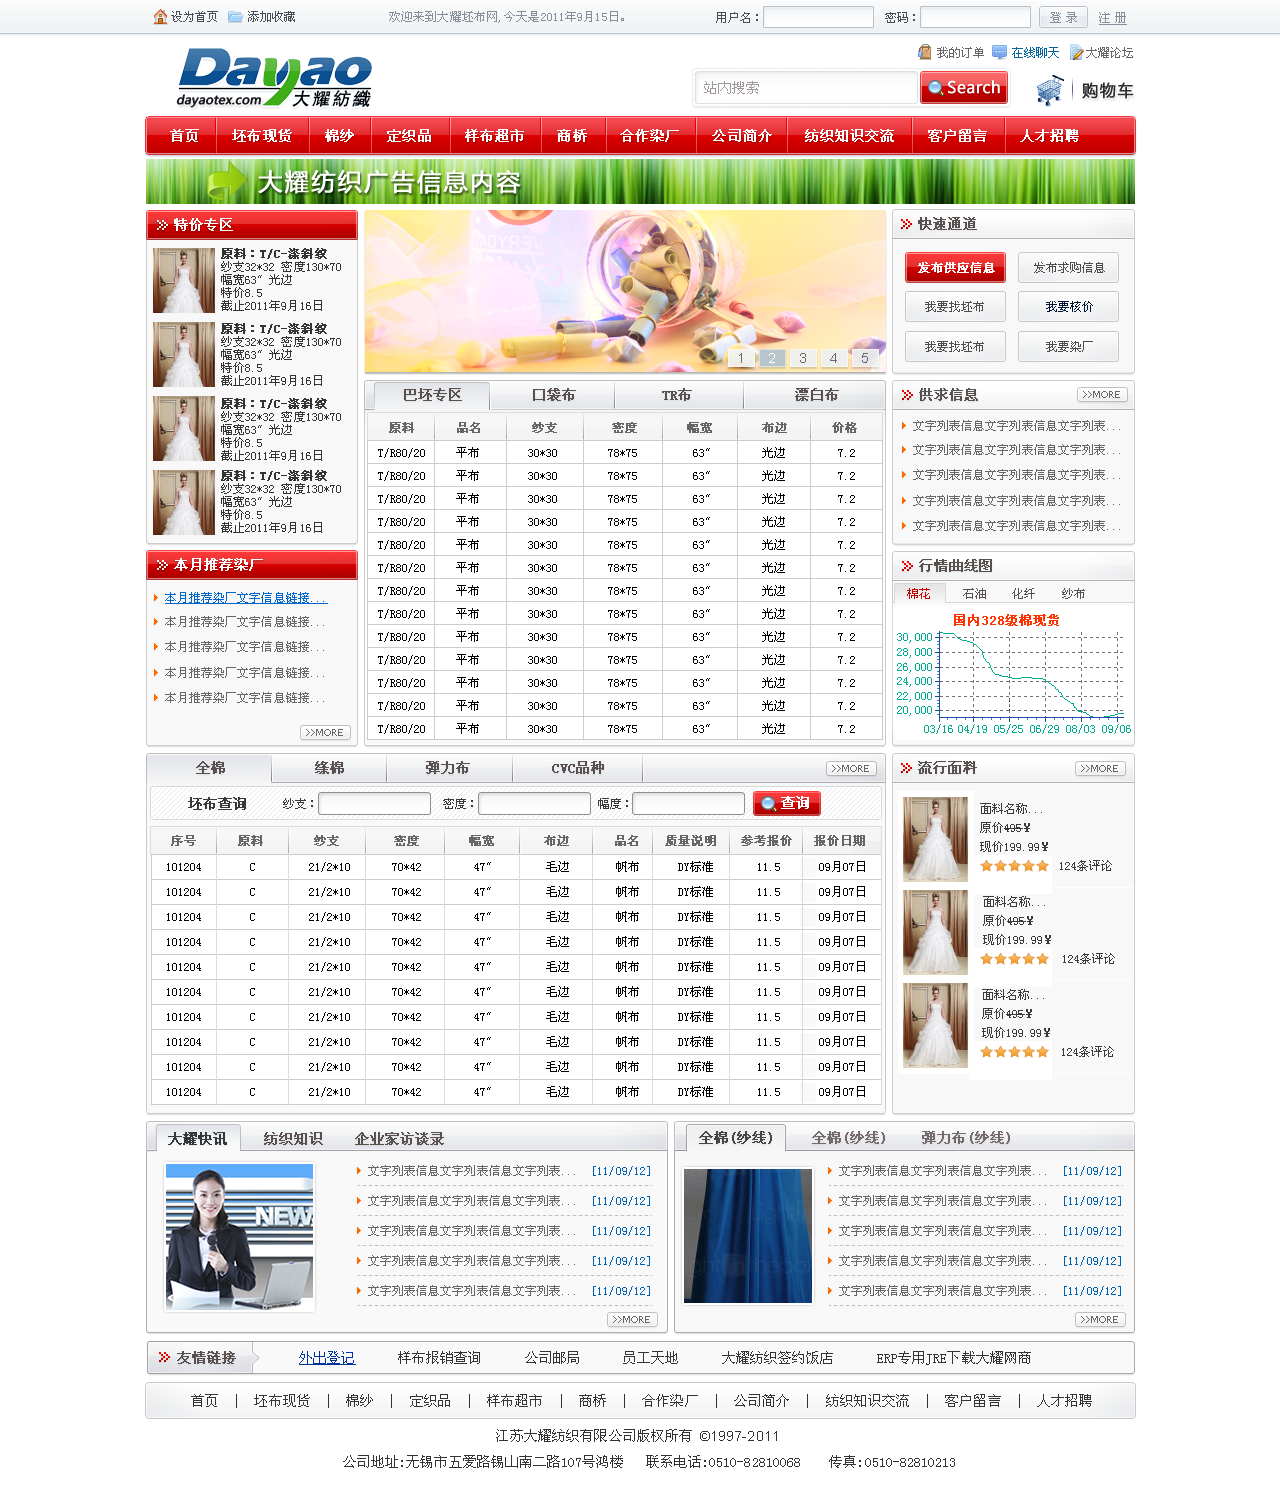 设为首页 添加收藏 欢迎来到大耀坯布网,今天是2011年9月15日。 用户名: 密码: 登 录 注 册
我的订单 在线聊天 大耀论坛
Dayao
dayaotex.com 大耀紡織
站内搜索 Search 购物车
首页 坯布现货 棉纱 定织品 样布超市 商桥 合作染厂 公司简介 纺织知识交流 客户留言 人才招聘
大耀纺织广告信息内容
特价专区
原料：T/C-涤斜纹
纱支32*32 密度130*70
幅宽63″光边
特价8.5
截止2011年9月16日
原料：T/C-涤斜纹
纱支32*32 密度130*70
幅宽63″光边
特价8.5
截止2011年9月16日
原料：T/C-涤斜纹
纱支32*32 密度130*70
幅宽63″光边
特价8.5
截止2011年9月16日
原料：T/C-涤斜纹
纱支32*32 密度130*70
幅宽63″光边
特价8.5
截止2011年9月16日
1 2 3 4 5
快速通道
发布供应信息 发布求购信息
我要找坯布 我要核价
我要找坯布 我要染厂
本月推荐染厂
本月推荐染厂文字信息链接...
本月推荐染厂文字信息链接...
本月推荐染厂文字信息链接...
本月推荐染厂文字信息链接...
本月推荐染厂文字信息链接...
>>MORE
巴坯专区 口袋布 TR布 漂白布
原料 品名 纱支 密度 幅宽 布边 价格
T/R80/20 平布 30*30 78*75 63″ 光边 7.2
T/R80/20 平布 30*30 78*75 63″ 光边 7.2
T/R80/20 平布 30*30 78*75 63″ 光边 7.2
T/R80/20 平布 30*30 78*75 63″ 光边 7.2
T/R80/20 平布 30*30 78*75 63″ 光边 7.2
T/R80/20 平布 30*30 78*75 63″ 光边 7.2
T/R80/20 平布 30*30 78*75 63″ 光边 7.2
T/R80/20 平布 30*30 78*75 63″ 光边 7.2
T/R80/20 平布 30*30 78*75 63″ 光边 7.2
T/R80/20 平布 30*30 78*75 63″ 光边 7.2
T/R80/20 平布 30*30 78*75 63″ 光边 7.2
T/R80/20 平布 30*30 78*75 63″ 光边 7.2
T/R80/20 平布 30*30 78*75 63″ 光边 7.2
供求信息 >>MORE
文字列表信息文字列表信息文字列表...
文字列表信息文字列表信息文字列表...
文字列表信息文字列表信息文字列表...
文字列表信息文字列表信息文字列表...
文字列表信息文字列表信息文字列表...
行情曲线图
棉花 石油 化纤 纱布
国内328级棉现货
30,000
28,000
26,000
24,000
22,000
20,000
03/16 04/19 05/25 06/29 08/03 09/06
全棉 绦棉 弹力布 CVC品种 >>MORE
坯布查询 纱支: 密度: 幅度: 查询
序号 原料 纱支 密度 幅宽 布边 品名 质量说明 参考报价 报价日期
101204 C 21/2*10 70*42 47″ 毛边 帆布 DY标准 11.5 09月07日
101204 C 21/2*10 70*42 47″ 毛边 帆布 DY标准 11.5 09月07日
101204 C 21/2*10 70*42 47″ 毛边 帆布 DY标准 11.5 09月07日
101204 C 21/2*10 70*42 47″ 毛边 帆布 DY标准 11.5 09月07日
101204 C 21/2*10 70*42 47″ 毛边 帆布 DY标准 11.5 09月07日
101204 C 21/2*10 70*42 47″ 毛边 帆布 DY标准 11.5 09月07日
101204 C 21/2*10 70*42 47″ 毛边 帆布 DY标准 11.5 09月07日
101204 C 21/2*10 70*42 47″ 毛边 帆布 DY标准 11.5 09月07日
101204 C 21/2*10 70*42 47″ 毛边 帆布 DY标准 11.5 09月07日
101204 C 21/2*10 70*42 47″ 毛边 帆布 DY标准 11.5 09月07日
流行面料 >>MORE
面料名称...
原价495¥
现价199.99¥
124条评论
面料名称...
原价495¥
现价199.99¥
124条评论
面料名称...
原价495¥
现价199.99¥
124条评论
大耀快讯 纺织知识 企业家访谈录
NEW
文字列表信息文字列表信息文字列表... [11/09/12]
文字列表信息文字列表信息文字列表... [11/09/12]
文字列表信息文字列表信息文字列表... [11/09/12]
文字列表信息文字列表信息文字列表... [11/09/12]
文字列表信息文字列表信息文字列表... [11/09/12]
>>MORE
全棉(纱线) 全棉(纱线) 弹力布(纱线)
文字列表信息文字列表信息文字列表... [11/09/12]
文字列表信息文字列表信息文字列表... [11/09/12]
文字列表信息文字列表信息文字列表... [11/09/12]
文字列表信息文字列表信息文字列表... [11/09/12]
文字列表信息文字列表信息文字列表... [11/09/12]
>>MORE
友情链接 外出登记 样布报销查询 公司邮局 员工天地 大耀纺织签约饭店 ERP专用JRE下载大耀网商
首页 | 坯布现货 | 棉纱 | 定织品 | 样布超市 | 商桥 | 合作染厂 | 公司简介 | 纺织知识交流 | 客户留言 | 人才招聘
江苏大耀纺织有限公司版权所有 ©1997-2011
公司地址:无锡市五爱路锡山南二路107号鸿楼 联系电话:0510-82810068 传真:0510-82810213